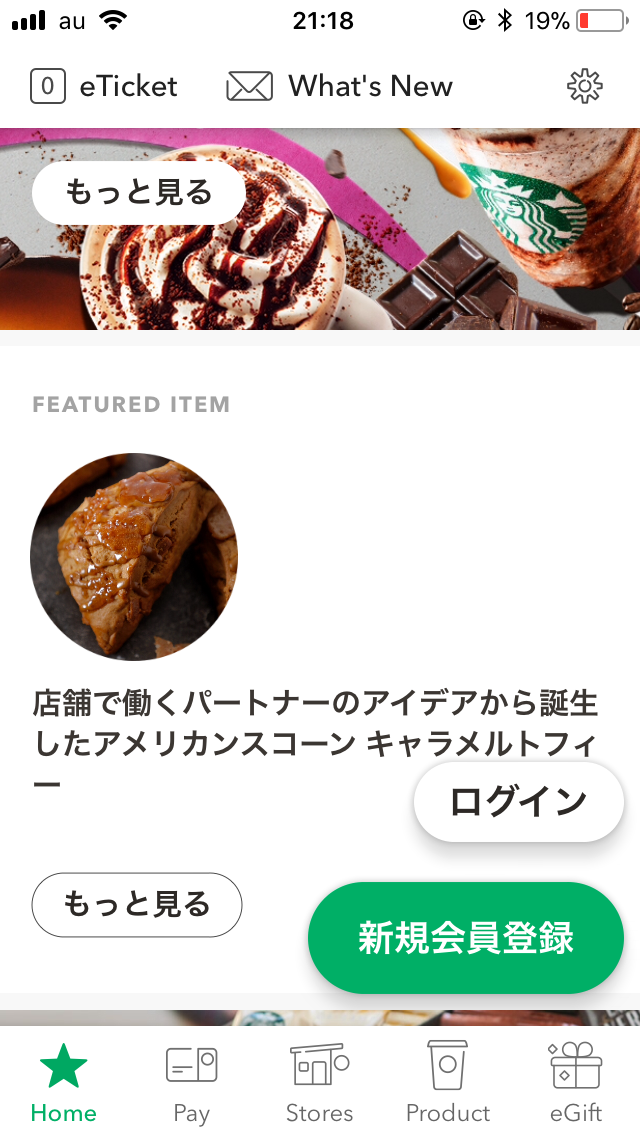 au 21:18 19%
0 eTicket What's New
もっと見る
FEATURED ITEM
店舗で働くパートナーのアイデアから誕生
したアメリカンスコーン キャラメルトフィ
ー
ログイン
もっと見る
新規会員登録
Home Pay Stores Product eGift